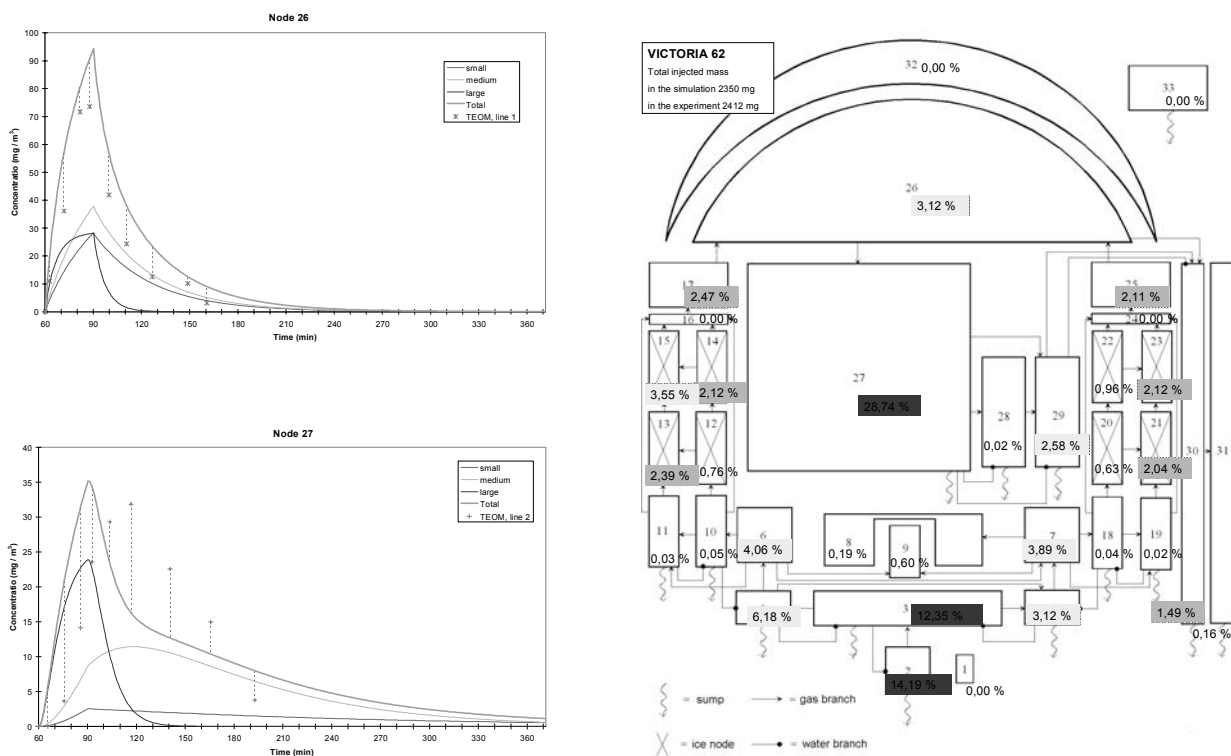 Node 26
Concentratio (mg / m³)
100
90
80
70
60
50
40
30
20
10
0
small
medium
large
Total
TEOM, line 1
60 90 120 150 180 210 240 270 300 330 360
Time (min)
Node 27
Concentratio (mg / m³)
40
35
30
25
20
15
10
5
0
small
medium
large
Total
TEOM, line 2
60 90 120 150 180 210 240 270 300 330 360
Time (min)
VICTORIA 62
Total injected mass
in the simulation 2350 mg
in the experiment 2412 mg
32 0,00 %
33
0,00 %
26
3,12 %
17
2,47 %
25
2,11 %
16 0,00 %
24 0,00 %
15 14
22 23
3,55 % 2,12 %
0,96 % 2,12 %
27
28,74 %
28
0,02 %
29
2,58 %
13 12
20 21
2,39 % 0,76 %
0,63 % 2,04 %
30 31
11 10 6
0,03 % 0,05 % 4,06 %
8
0,19 %
9
0,60 %
7 18 19
3,89 % 0,04 % 0,02 %
6,18 %
3
12,35 %
3,12 %
1,49 %
0,16 %
2
14,19 %
1
0,00 %
= sump = gas branch
= ice node = water branch